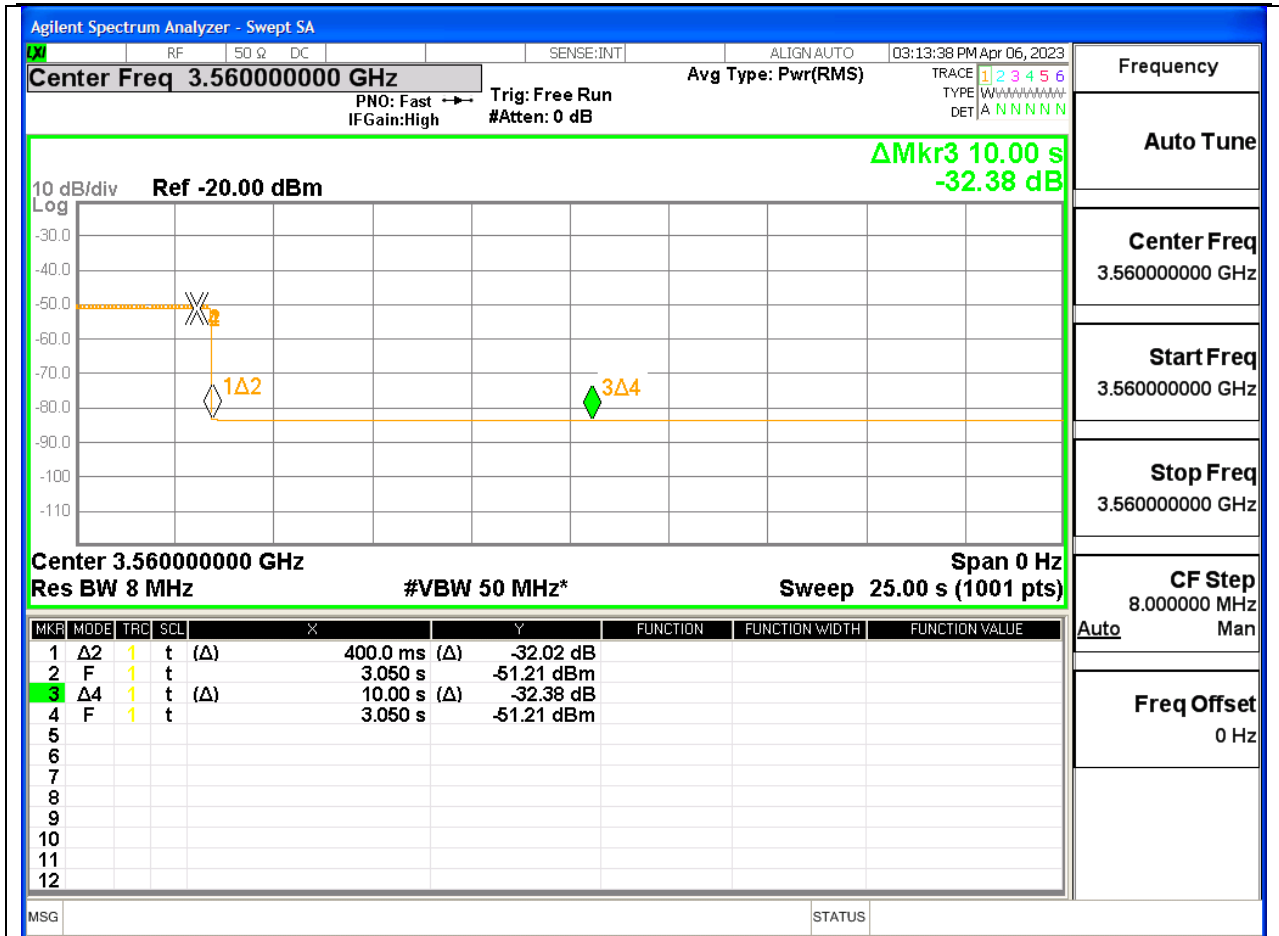 Agilent Spectrum Analyzer - Swept SA
LXI RF 50 Ω DC SENSE:INT ALIGN AUTO 03:13:38 PM Apr 06, 2023
Center Freq 3.560000000 GHz
PNO: Fast
IFGain:High
Trig: Free Run
#Atten: 0 dB
Avg Type: Pwr(RMS)
TRACE 1 2 3 4 5 6
TYPE WWWWWW
DET A N N N N N
ΔMkr3 10.00 s
-32.38 dB
10 dB/div Ref -20.00 dBm
Log
-30.0
-40.0
-50.0
-60.0
-70.0
-80.0
-90.0
-100
-110
1Δ2
3Δ4
Center 3.560000000 GHz Span 0 Hz
Res BW 8 MHz #VBW 50 MHz* Sweep 25.00 s (1001 pts)
MKR MODE TRC SCL X Y FUNCTION FUNCTION WIDTH FUNCTION VALUE
1 Δ2 1 t (Δ) 400.0 ms (Δ) -32.02 dB
2 F 1 t 3.050 s -51.21 dBm
3 Δ4 1 t (Δ) 10.00 s (Δ) -32.38 dB
4 F 1 t 3.050 s -51.21 dBm
5
6
7
8
9
10
11
12
MSG STATUS
Frequency
Auto Tune
Center Freq
3.560000000 GHz
Start Freq
3.560000000 GHz
Stop Freq
3.560000000 GHz
CF Step
8.000000 MHz
Auto Man
Freq Offset
0 Hz